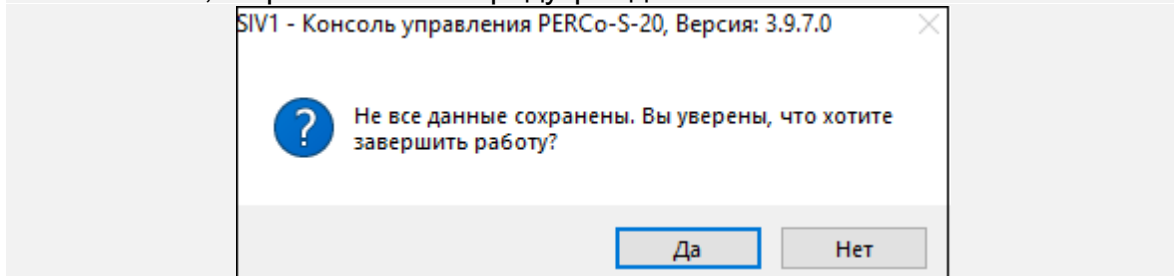 SIV1 - Консоль управления PERCo-S-20, Версия: 3.9.7.0
Не все данные сохранены. Вы уверены, что хотите
завершить работу?
Да
Нет